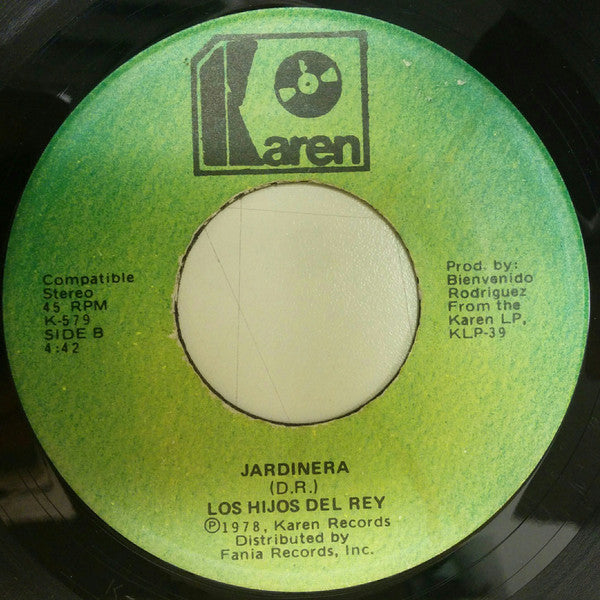 Karen
Compatible
Stereo
45 RPM
K-579
SIDE B
4:42
Prod. by:
Bienvenido
Rodriguez
From the
Karen LP,
KLP-39
JARDINERA
(D.R.)
LOS HIJOS DEL REY
℗1978, Karen Records
Distributed by
Fania Records, Inc.